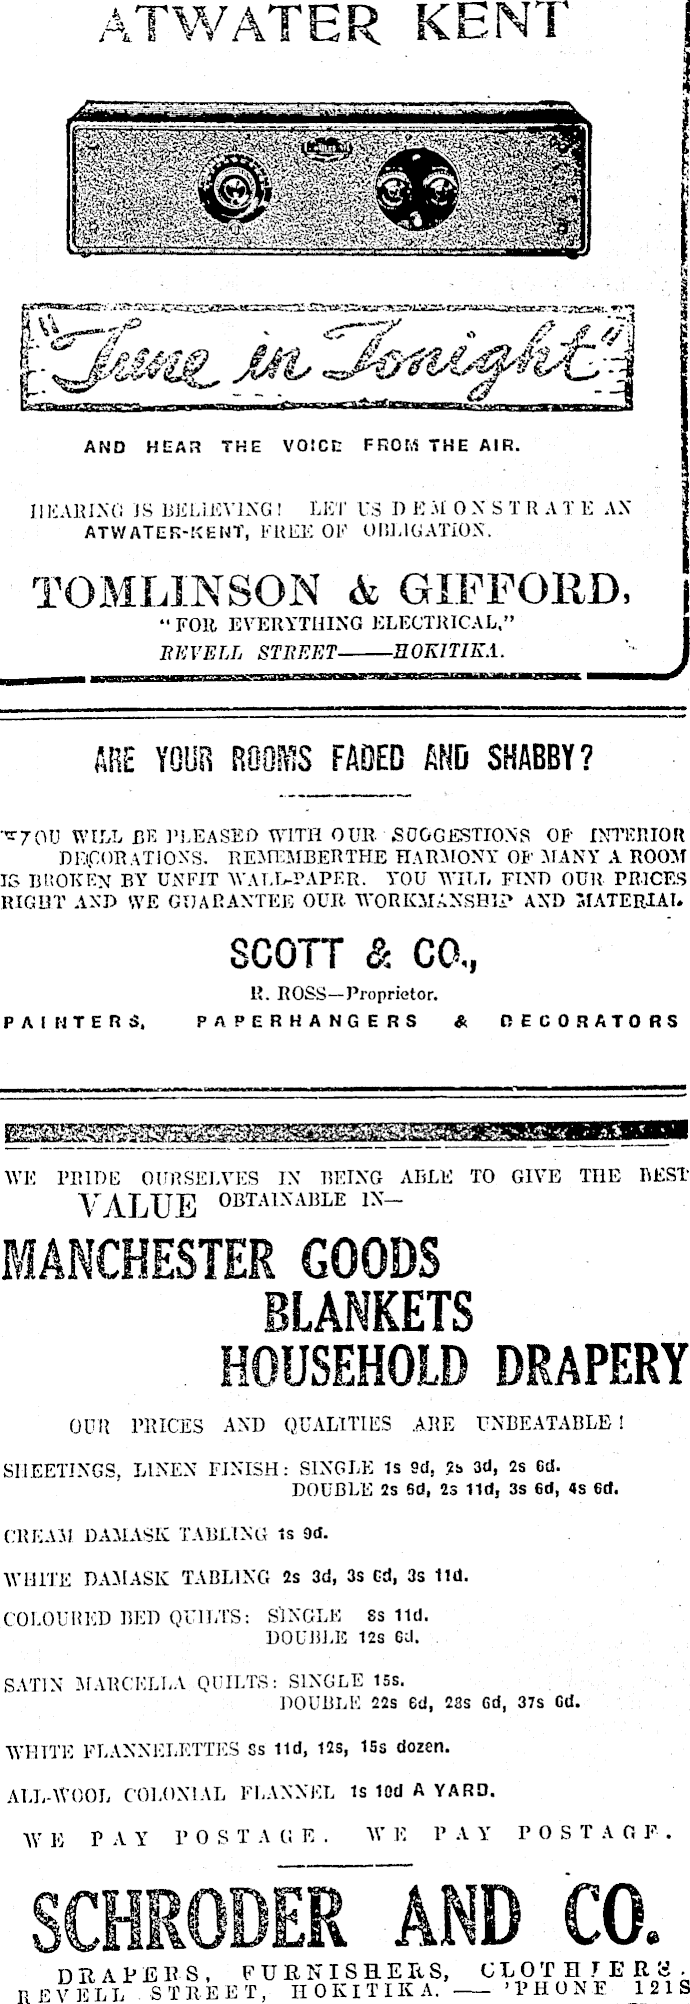 ATWATER KENT
"Tune in Tonight"
AND HEAR THE VOICE FROM THE AIR.
HEARING IS BELIEVING! LET US DEMONSTRATE AN
ATWATER-KENT, FREE OF OBLIGATION.
TOMLINSON & GIFFORD,
"FOR EVERYTHING ELECTRICAL,"
REVELL STREET——HOKITIKA.
ARE YOUR ROOMS FADED AND SHABBY?
YOU WILL BE PLEASED WITH OUR SUGGESTIONS OF INTERIOR
DECORATIONS. REMEMBERTHE HARMONY OF MANY A ROOM
IS BROKEN BY UNFIT WALL-PAPER. YOU WILL FIND OUR PRICES
RIGHT AND WE GUARANTEE OUR WORKMANSHIP AND MATERIAL.
SCOTT & CO.,
R. ROSS—Proprietor.
PAINTERS, PAPERHANGERS & DECORATORS
WE PRIDE OURSELVES IN BEING ABLE TO GIVE THE BEST
VALUE OBTAINABLE IN—
MANCHESTER GOODS
BLANKETS
HOUSEHOLD DRAPERY
OUR PRICES AND QUALITIES ARE UNBEATABLE!
SHEETINGS, LINEN FINISH: SINGLE 1s 9d, 2s 3d, 2s 6d.
DOUBLE 2s 6d, 2s 11d, 3s 6d, 4s 6d.
CREAM DAMASK TABLING 1s 9d.
WHITE DAMASK TABLING 2s 3d, 3s 6d, 3s 11d.
COLOURED BED QUILTS: SINGLE 8s 11d.
DOUBLE 12s 6d.
SATIN MARCELLA QUILTS: SINGLE 15s.
DOUBLE 22s 6d, 28s 6d, 37s 6d.
WHITE FLANNELETTES 8s 11d, 12s, 15s dozen.
ALL-WOOL COLONIAL FLANNEL 1s 10d A YARD.
WE PAY POSTAGE. WE PAY POSTAGE.
SCHRODER AND CO.
DRAPERS, FURNISHERS, CLOTHIERS.
REVELL STREET, HOKITIKA. — 'PHONE 121S